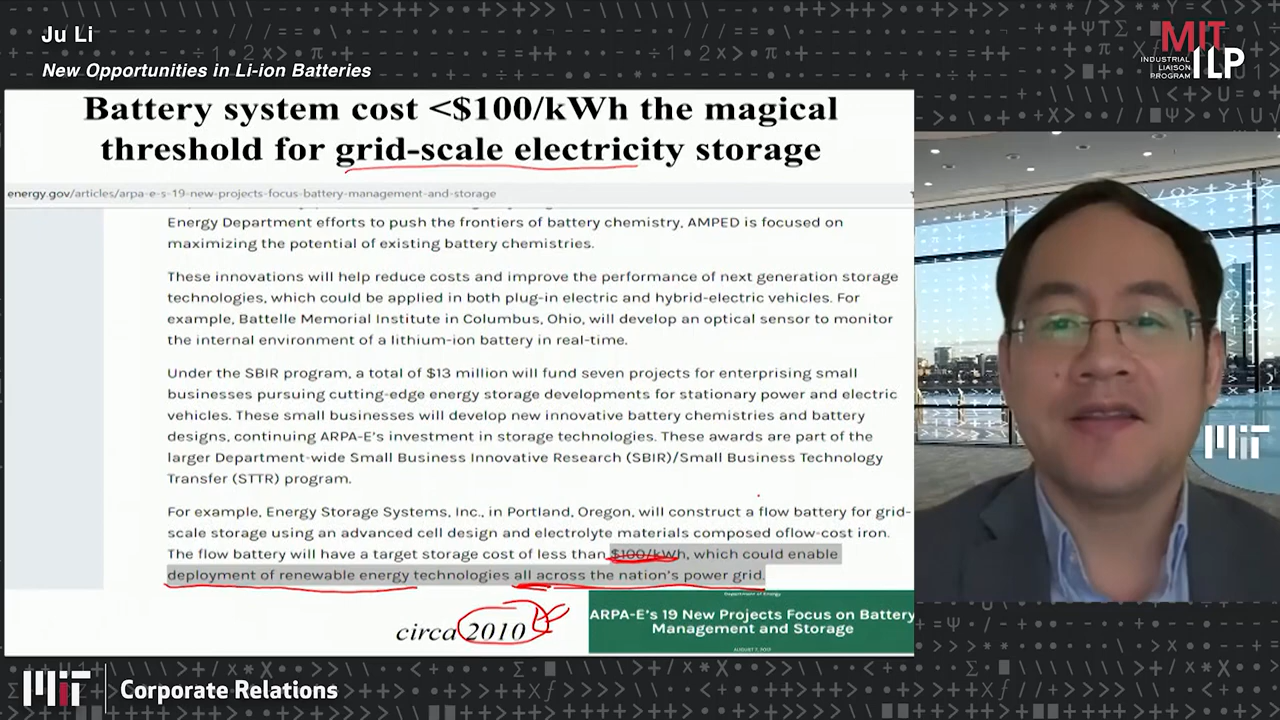 Ju Li
New Opportunities in Li-ion Batteries
MIT
INDUSTRIAL
LIAISON
PROGRAM
ILP
Battery system cost <$100/kWh the magical
threshold for grid-scale electricity storage
energy.gov/articles/arpa-e-s-19-new-projects-focus-battery-management-and-storage
Energy Department efforts to push the frontiers of battery chemistry, AMPED is focused on
maximizing the potential of existing battery chemistries.
These innovations will help reduce costs and improve the performance of next generation storage
technologies, which could be applied in both plug-in electric and hybrid-electric vehicles. For
example, Battelle Memorial Institute in Columbus, Ohio, will develop an optical sensor to monitor
the internal environment of a lithium-ion battery in real-time.
Under the SBIR program, a total of $13 million will fund seven projects for enterprising small
businesses pursuing cutting-edge energy storage developments for stationary power and electric
vehicles. These small businesses will develop new innovative battery chemistries and battery
designs, continuing ARPA-E's investment in storage technologies. These awards are part of the
larger Department-wide Small Business Innovative Research (SBIR)/Small Business Technology
Transfer (STTR) program.
For example, Energy Storage Systems, Inc., in Portland, Oregon, will construct a flow battery for grid-
scale storage using an advanced cell design and electrolyte materials composed oflow-cost iron.
The flow battery will have a target storage cost of less than $100/kWh, which could enable
deployment of renewable energy technologies all across the nation's power grid.
circa 2010
Department of Energy
ARPA-E's 19 New Projects Focus on Battery
Management and Storage
AUGUST 7, 2012
MIT
MIT
Corporate Relations